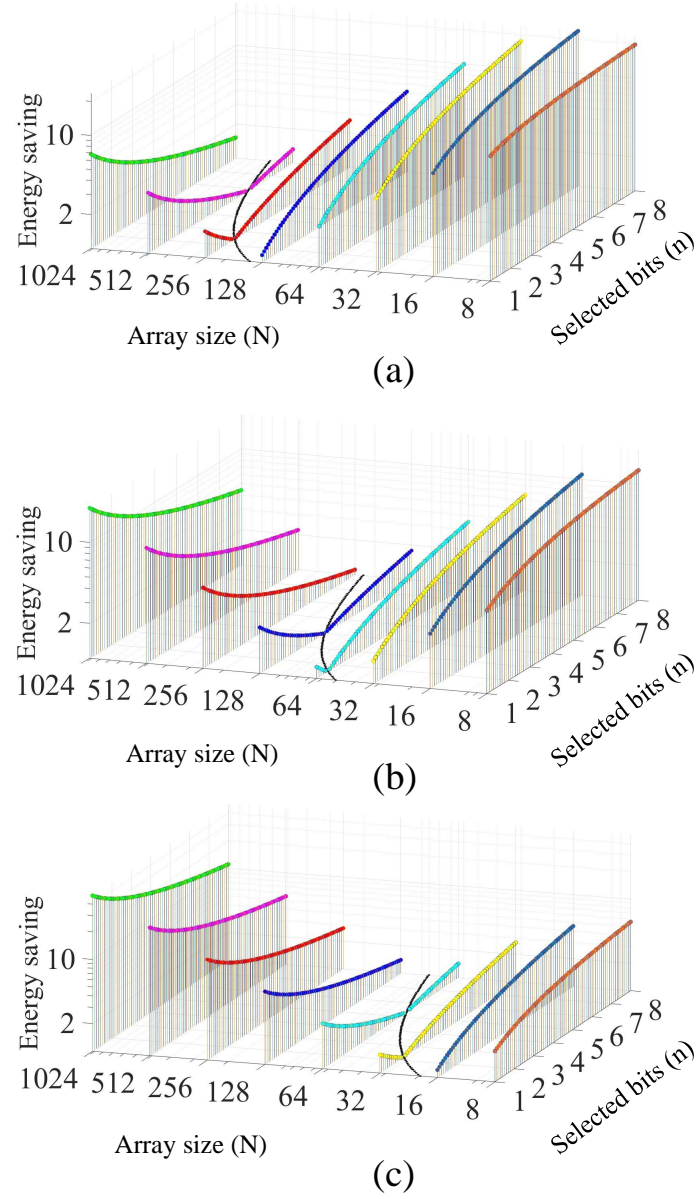 Energy saving
10
2
1024 512 256 128 64 32 16 8
1 2 3 4 5 6 7 8
Array size (N)
Selected bits (n)
(a)
Energy saving
10
2
1024 512 256 128 64 32 16 8
1 2 3 4 5 6 7 8
Array size (N)
Selected bits (n)
(b)
Energy saving
10
2
1024 512 256 128 64 32 16 8
1 2 3 4 5 6 7 8
Array size (N)
Selected bits (n)
(c)